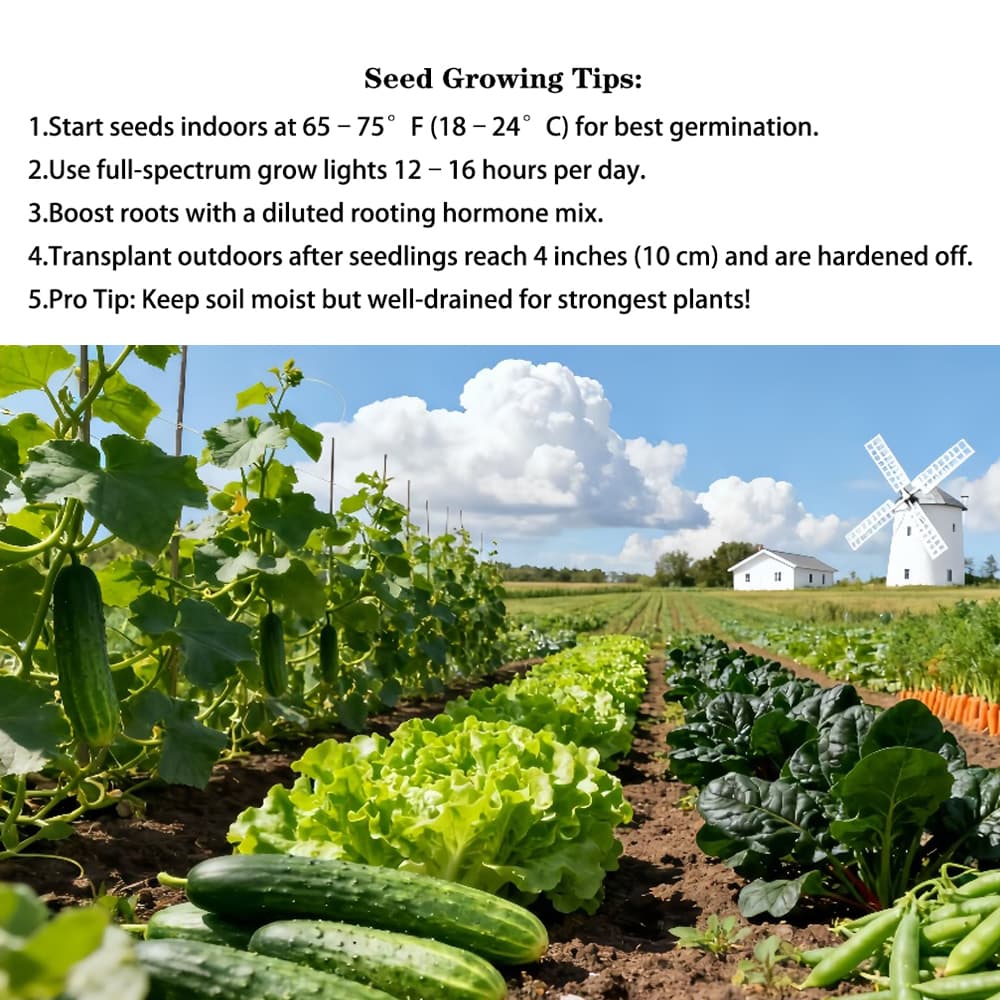 Seed Growing Tips:
1.Start seeds indoors at 65–75°F (18–24°C) for best germination.
2.Use full-spectrum grow lights 12–16 hours per day.
3.Boost roots with a diluted rooting hormone mix.
4.Transplant outdoors after seedlings reach 4 inches (10 cm) and are hardened off.
5.Pro Tip: Keep soil moist but well-drained for strongest plants!